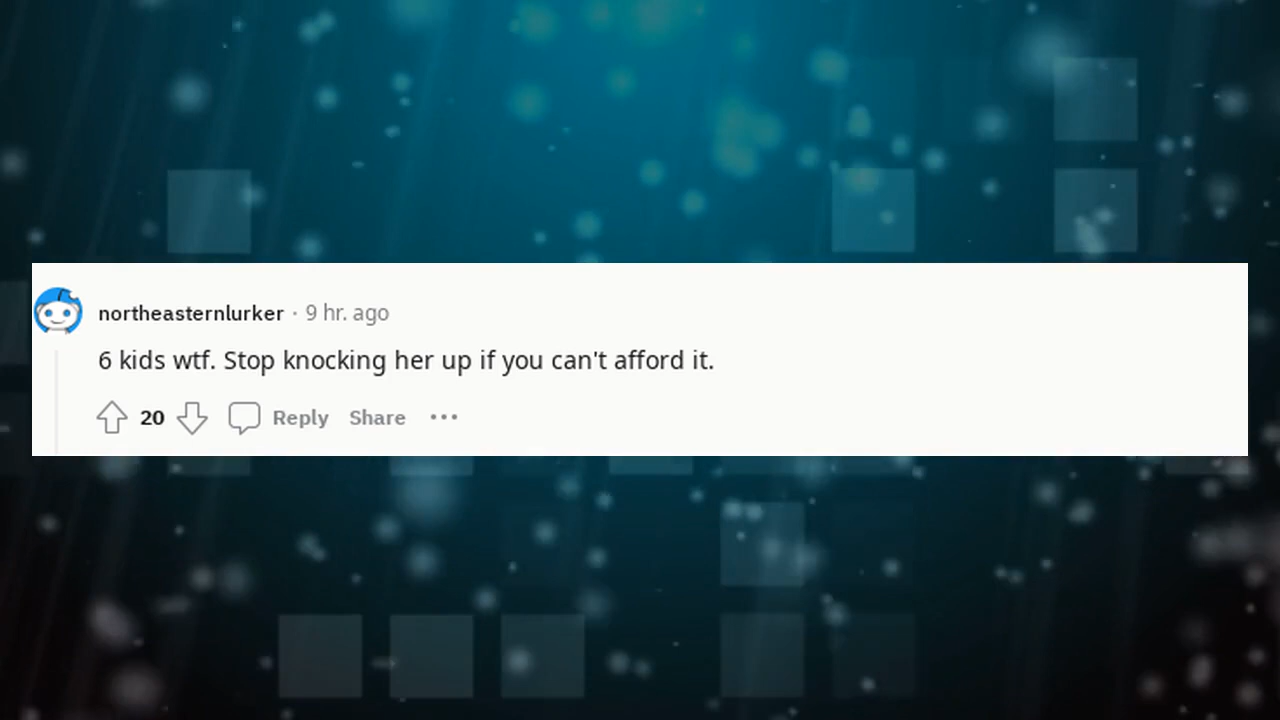 northeasternlurker · 9 hr. ago
6 kids wtf. Stop knocking her up if you can't afford it.
20 Reply Share ···